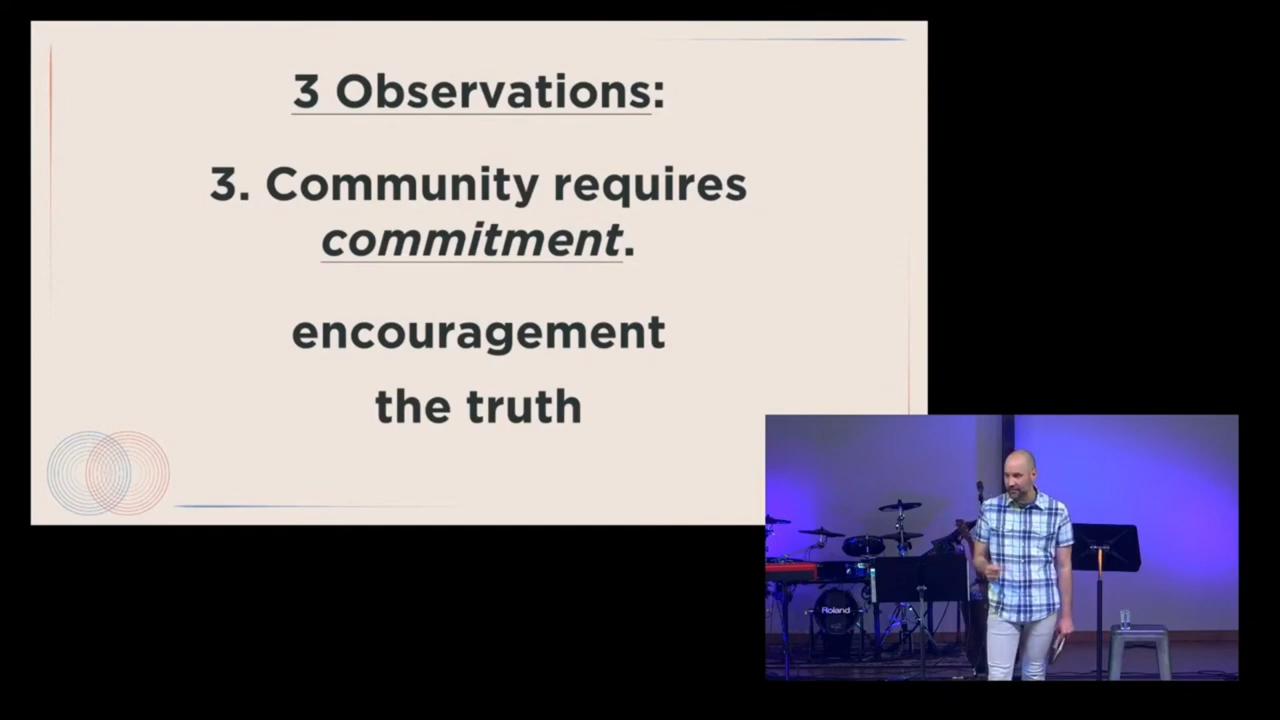 3 Observations:
3. Community requires
commitment.
encouragement
the truth
Roland